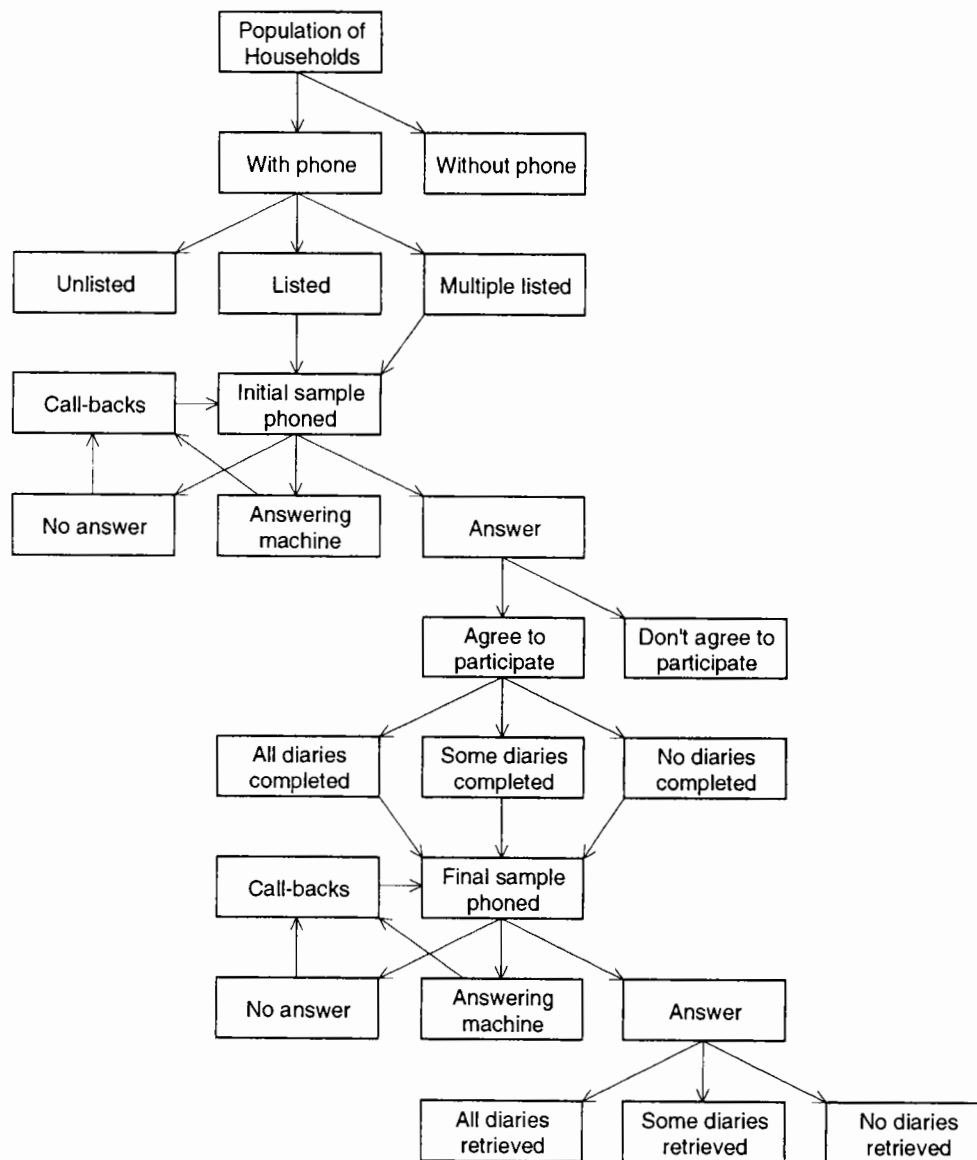 Population of
Households
With phone
Without phone
Unlisted
Listed
Multiple listed
Call-backs
Initial sample
phoned
No answer
Answering
machine
Answer
Agree to
participate
Don't agree to
participate
All diaries
completed
Some diaries
completed
No diaries
completed
Call-backs
Final sample
phoned
No answer
Answering
machine
Answer
All diaries
retrieved
Some diaries
retrieved
No diaries
retrieved